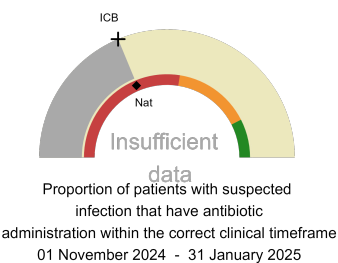 ICB
Nat
Insufficient
data
Proportion of patients with suspected
infection that have antibiotic
administration within the correct clinical timeframe
01 November 2024 - 31 January 2025